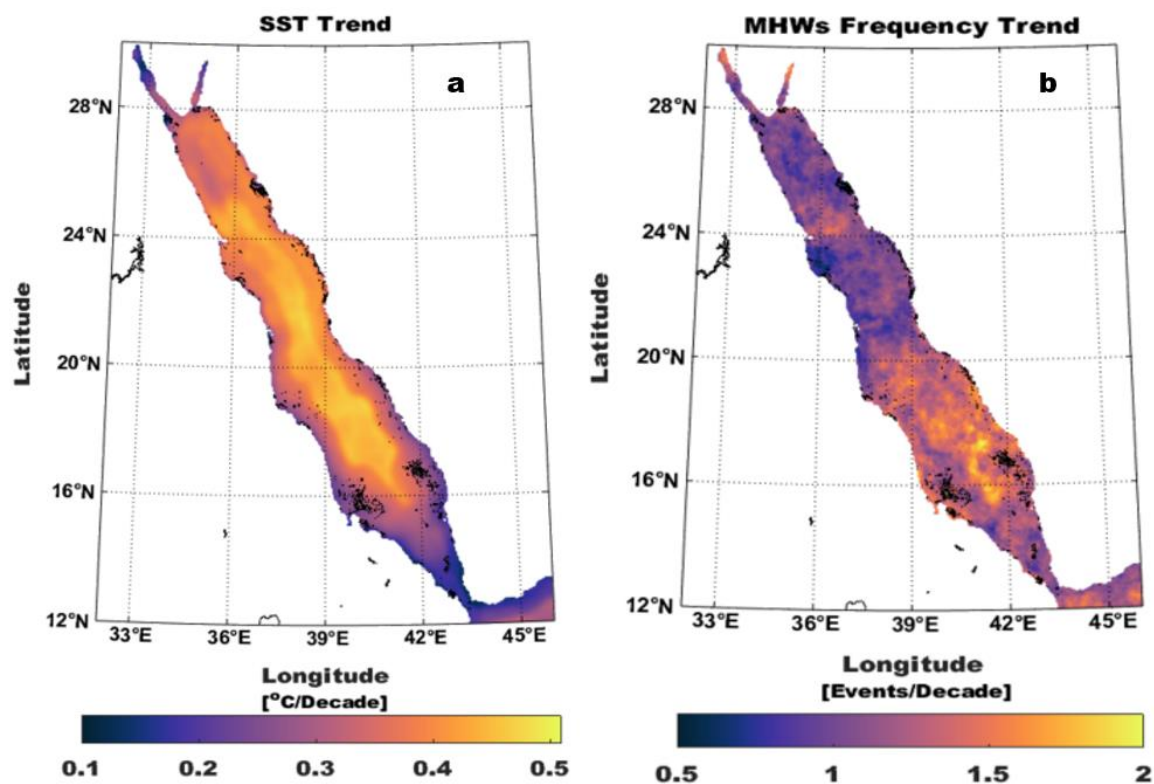 SST Trend
a
28°N
24°N
20°N
16°N
12°N
Latitude
33°E 36°E 39°E 42°E 45°E
Longitude
[°C/Decade]
0.1 0.2 0.3 0.4 0.5
MHWs Frequency Trend
b
28°N
24°N
20°N
16°N
12°N
Latitude
33°E 36°E 39°E 42°E 45°E
Longitude
[Events/Decade]
0.5 1 1.5 2